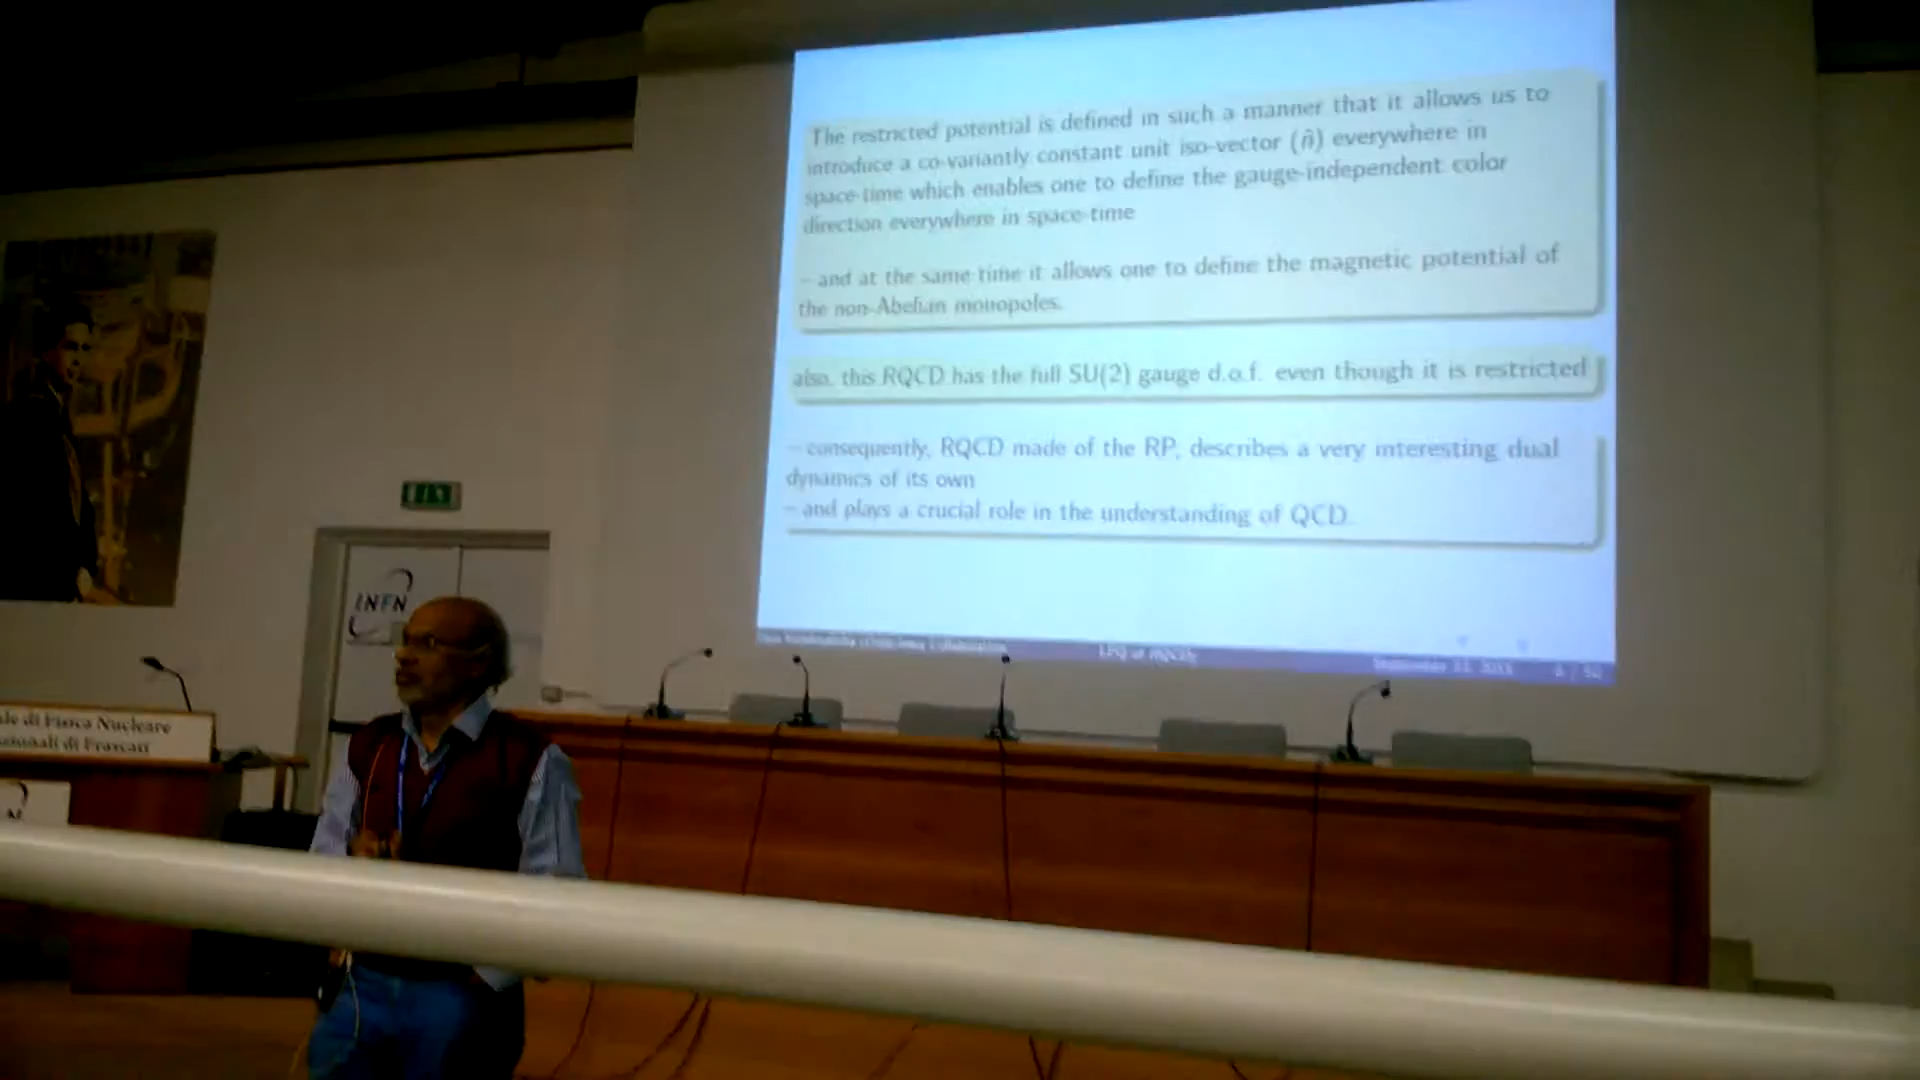 The restricted potential is defined in such a manner that it allows us to
introduce a co-variantly constant unit iso-vector (n̂) everywhere in
space-time which enables one to define the gauge-independent color
direction everywhere in space-time
– and at the same time it allows one to define the magnetic potential of
the non-Abelian monopoles.
also, this RQCD has the full SU(2) gauge d.o.f. even though it is restricted
– consequently, RQCD made of the RP, describes a very interesting dual
dynamics of its own
– and plays a crucial role in the understanding of QCD.
INFN
di Fisica Nucleare
di Frascati